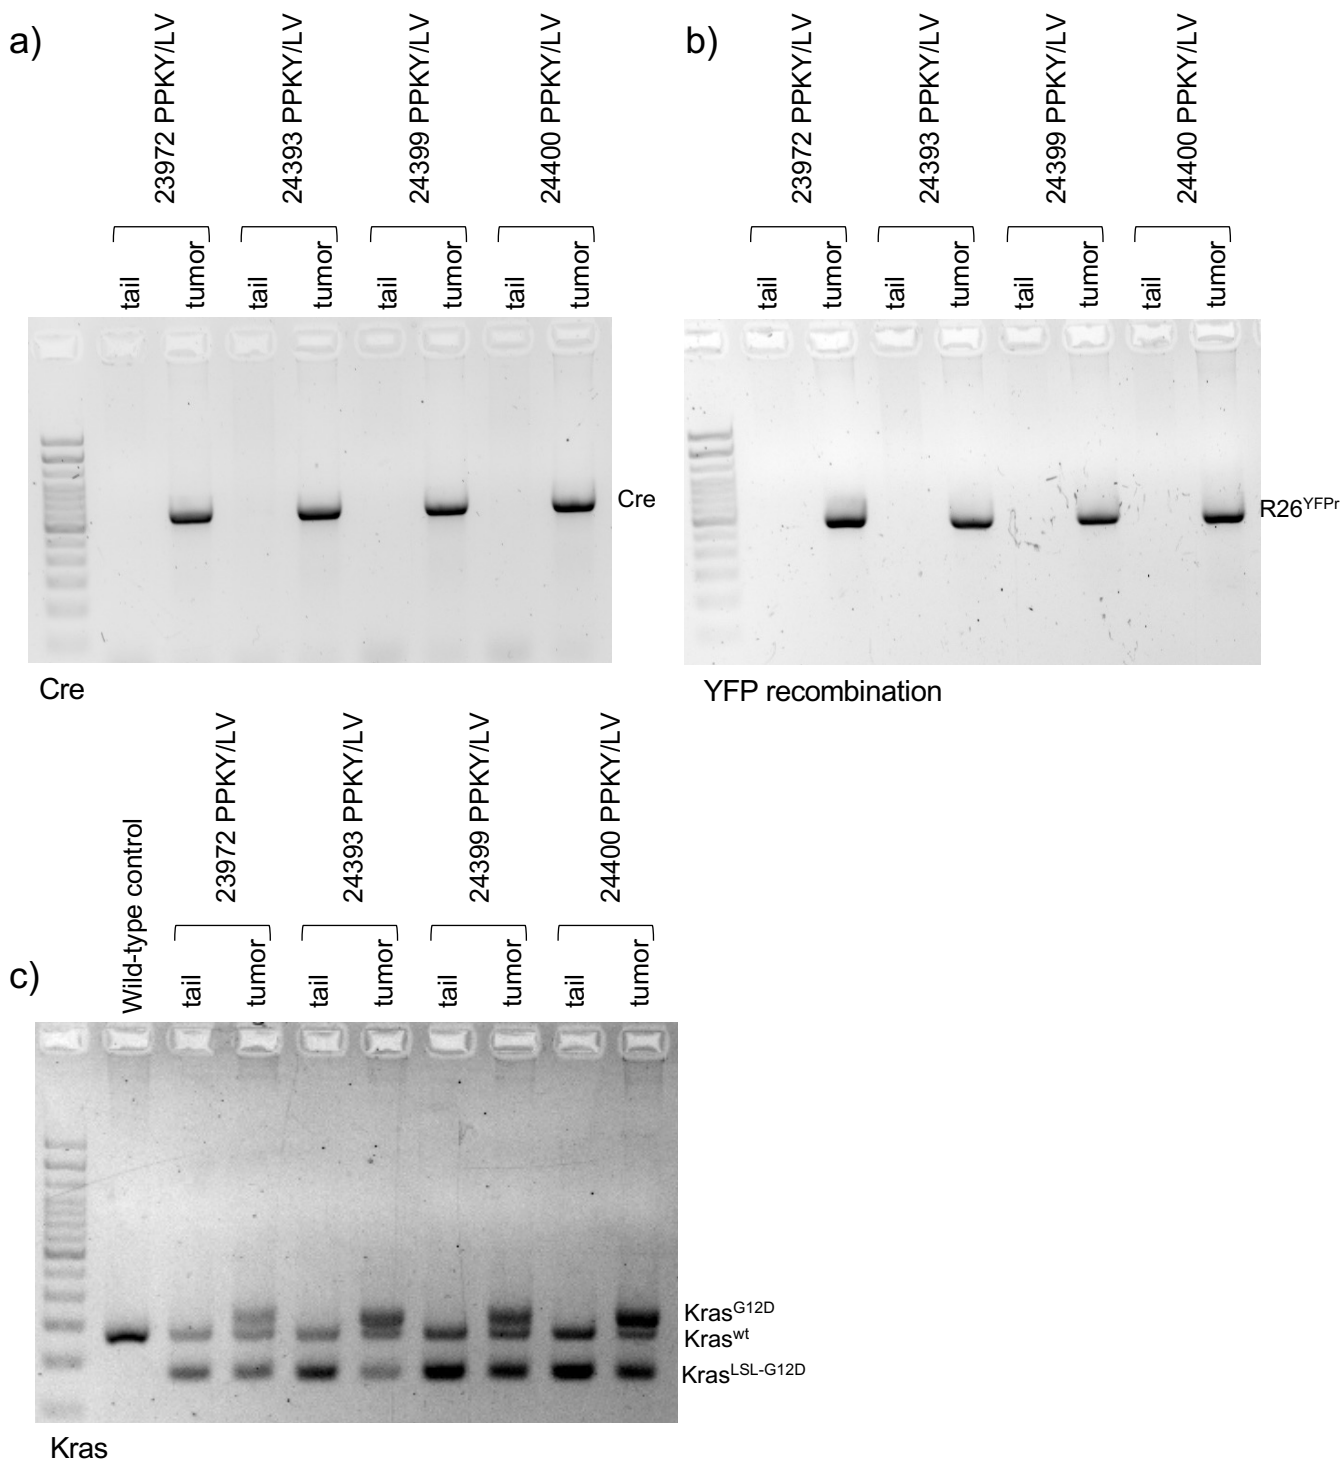 a)
23972 PPKY/LV
24393 PPKY/LV
24399 PPKY/LV
24400 PPKY/LV
tail
tumor
tail
tumor
tail
tumor
tail
tumor
Cre
Cre
b)
23972 PPKY/LV
24393 PPKY/LV
24399 PPKY/LV
24400 PPKY/LV
tail
tumor
tail
tumor
tail
tumor
tail
tumor
R26YFPr
YFP recombination
c)
Wild-type control
23972 PPKY/LV
24393 PPKY/LV
24399 PPKY/LV
24400 PPKY/LV
tail
tumor
tail
tumor
tail
tumor
tail
tumor
KrasG12D
Kraswt
KrasLSL-G12D
Kras